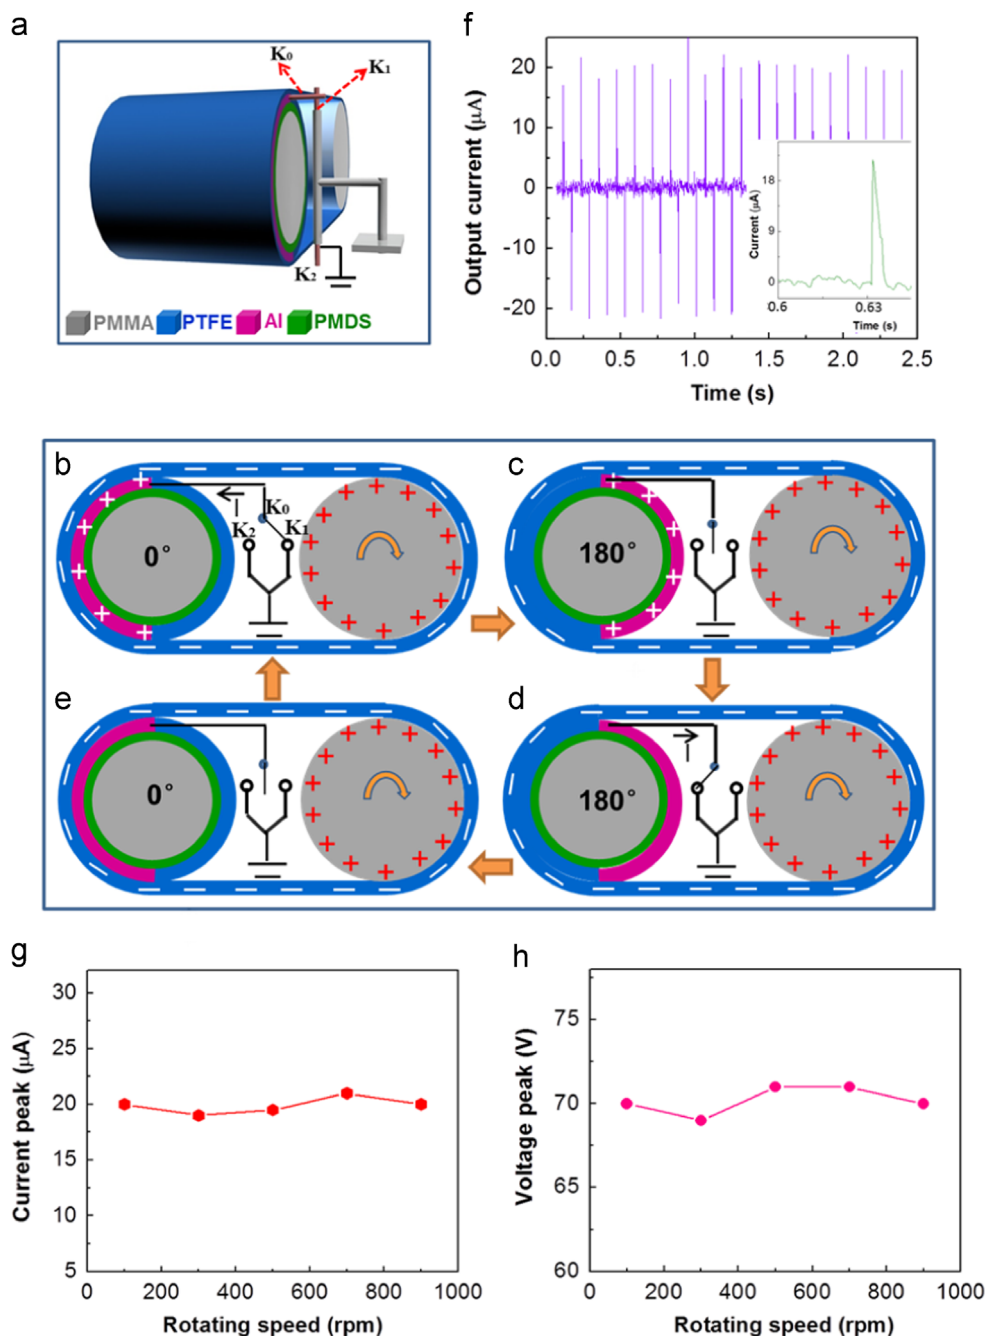 a
K0
K1
K2
PMMA PTFE Al PMDS
f
Output current (μA)
20
10
0
-10
-20
0.0 0.5 1.0 1.5 2.0 2.5
Time (s)
Current (μA)
18
9
0
0.6 0.63
Time (s)
b
0°
I
K0
K2
K1
c
180°
e
0°
d
180°
I
g
Current peak (μA)
30
25
20
15
10
5
0 200 400 600 800 1000
Rotating speed (rpm)
h
Voltage peak (V)
75
70
65
60
0 200 400 600 800 1000
Rotating speed (rpm)